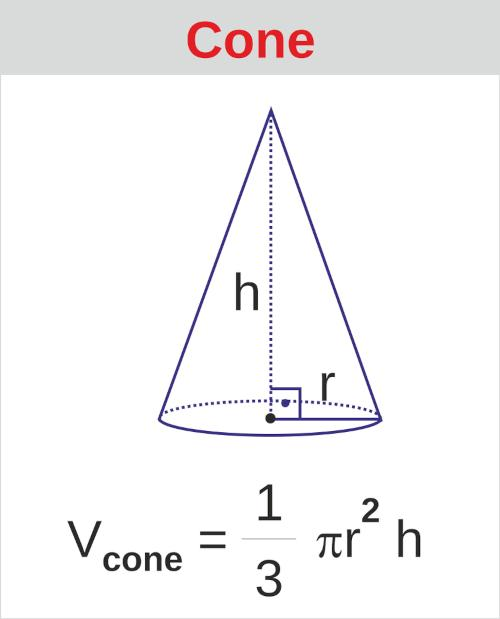 Cone
h
r
V_cone = 1/3 πr² h